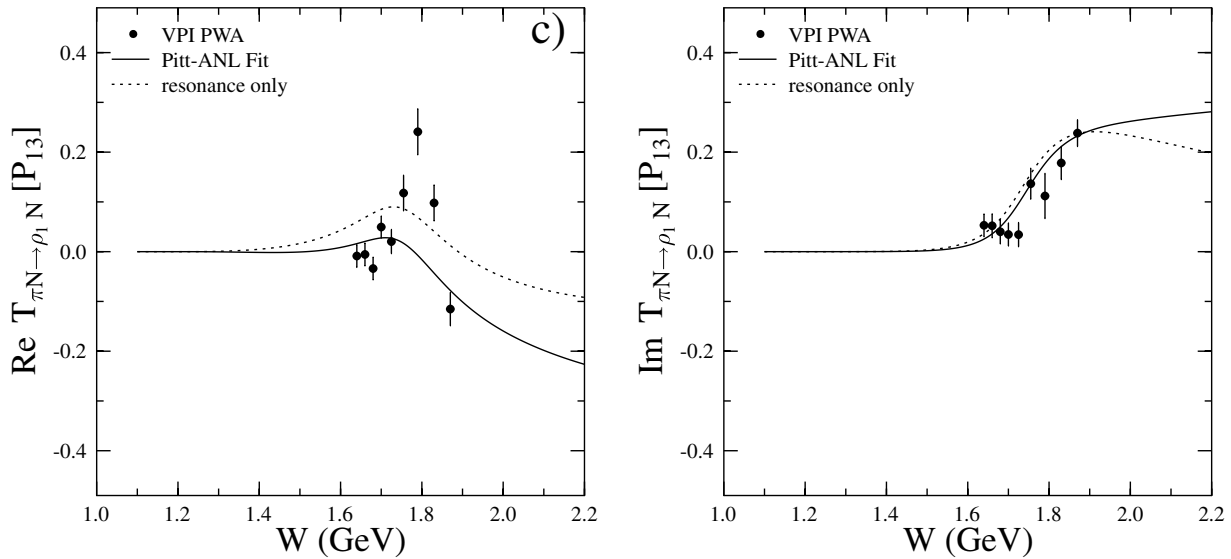 c)
VPI PWA
Pitt-ANL Fit
resonance only
0.4
0.2
0.0
-0.2
-0.4
Re T πN→ρ1 N [P13]
1.0 1.2 1.4 1.6 1.8 2.0 2.2
W (GeV)
VPI PWA
Pitt-ANL Fit
resonance only
0.4
0.2
0.0
-0.2
-0.4
Im T πN→ρ1 N [P13]
1.0 1.2 1.4 1.6 1.8 2.0 2.2
W (GeV)